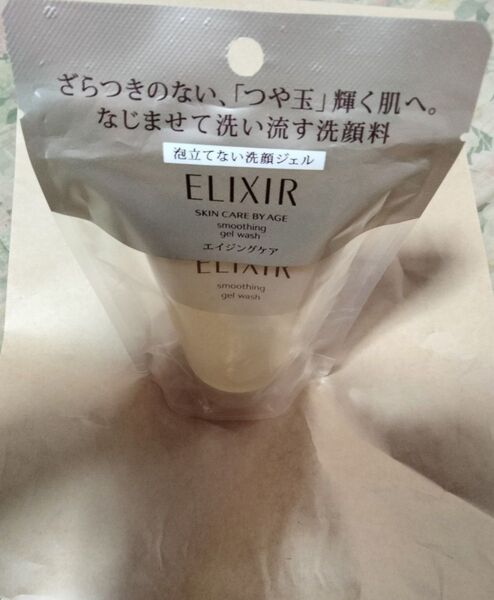 ざらつきのない、「つや玉」輝く肌へ。
なじませて洗い流す洗顔料
泡立てない洗顔ジェル
ELIXIR
SKIN CARE BY AGE
smoothing
gel wash
エイジングケア
ELIXIR
smoothing
gel wash